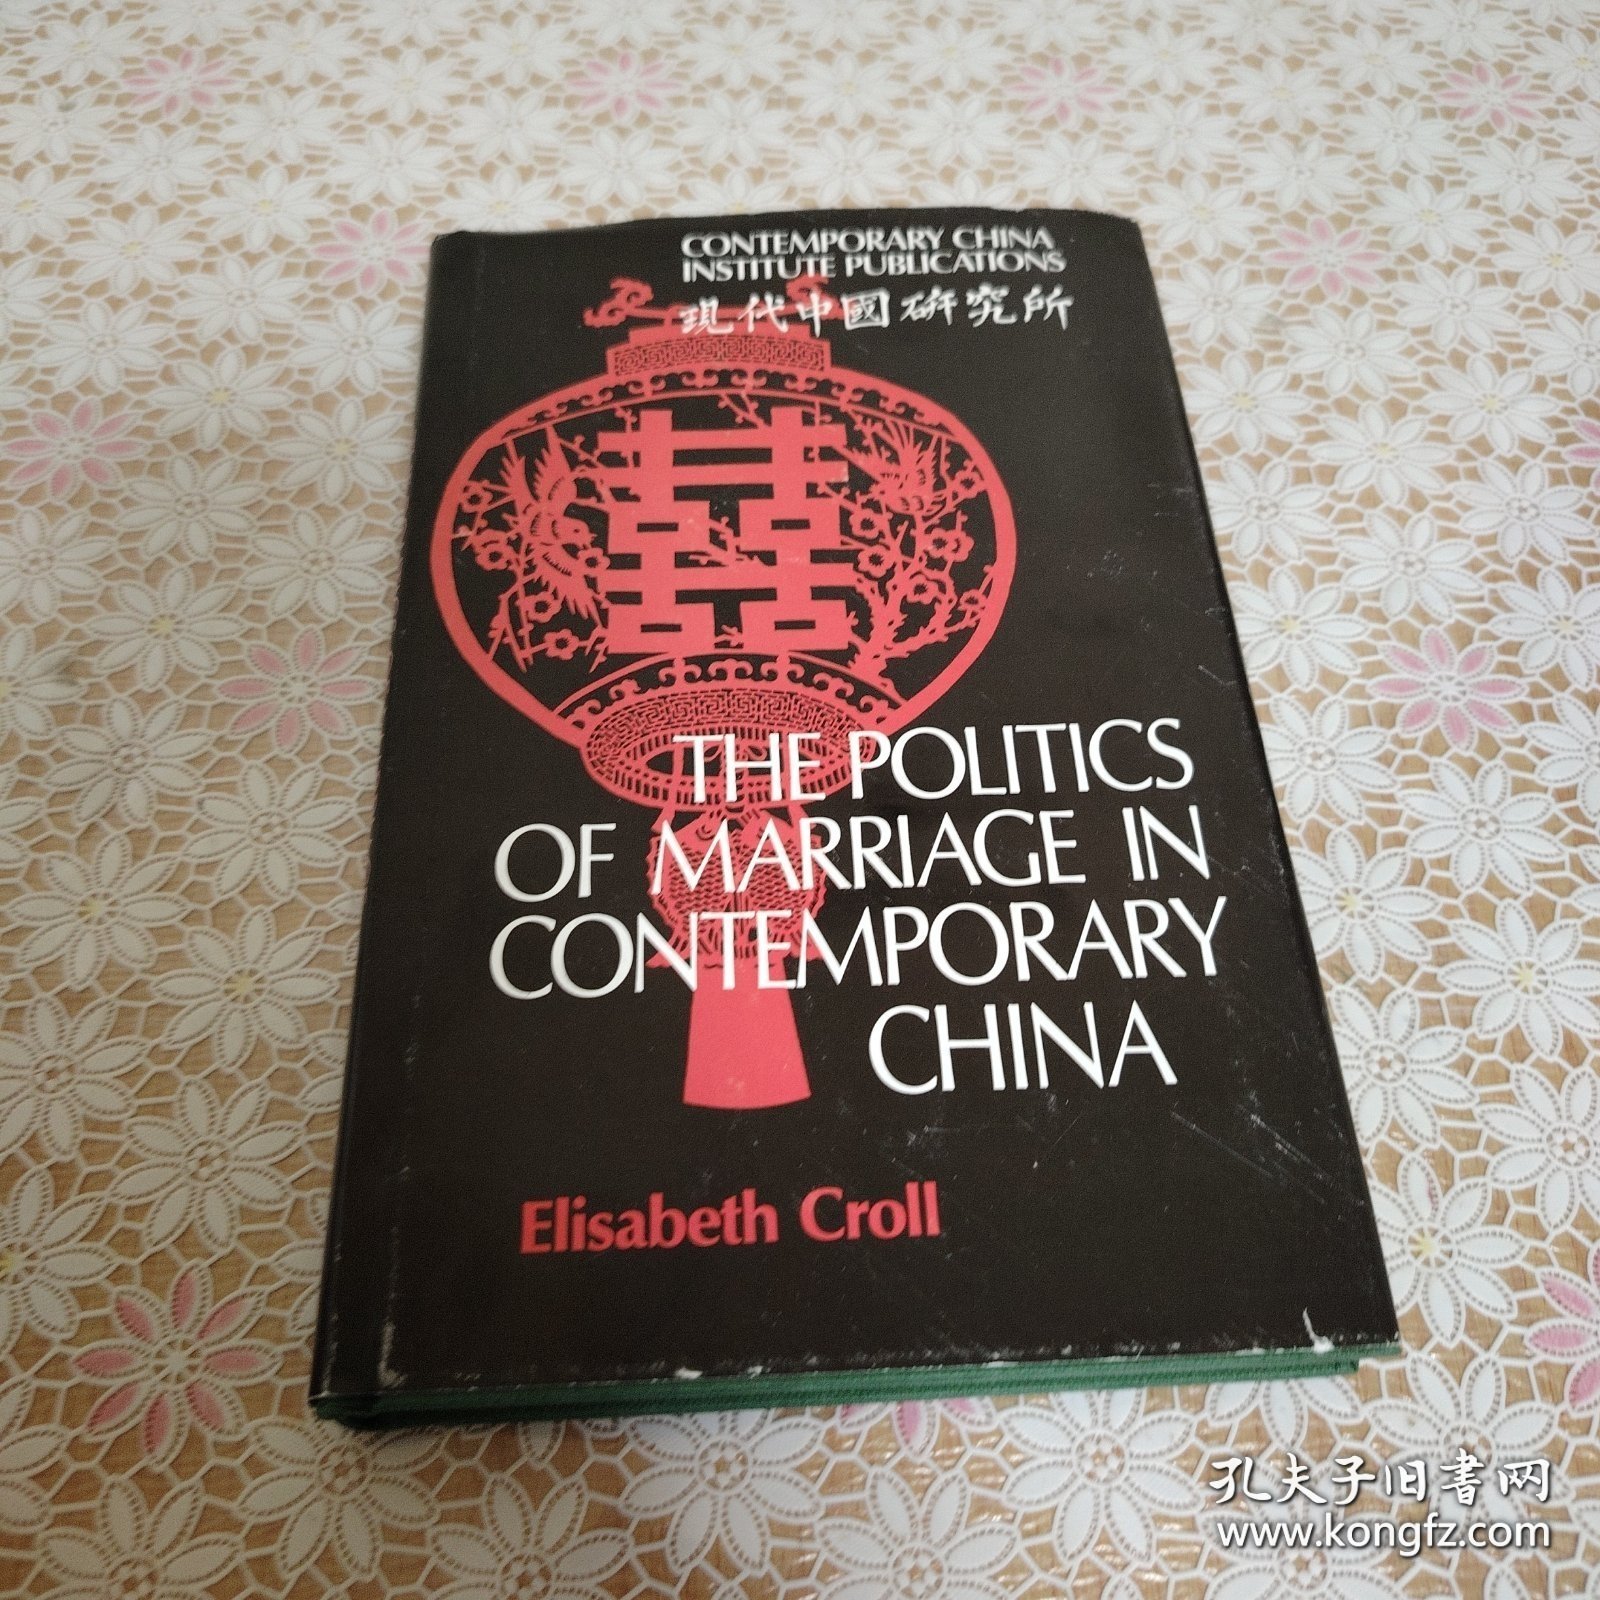 CONTEMPORARY CHINA
INSTITUTE PUBLICATIONS
現代中國研究所
囍
THE POLITICS
OF MARRIAGE IN
CONTEMPORARY
CHINA
Elisabeth Croll
孔夫子旧书网
www.kongfz.com